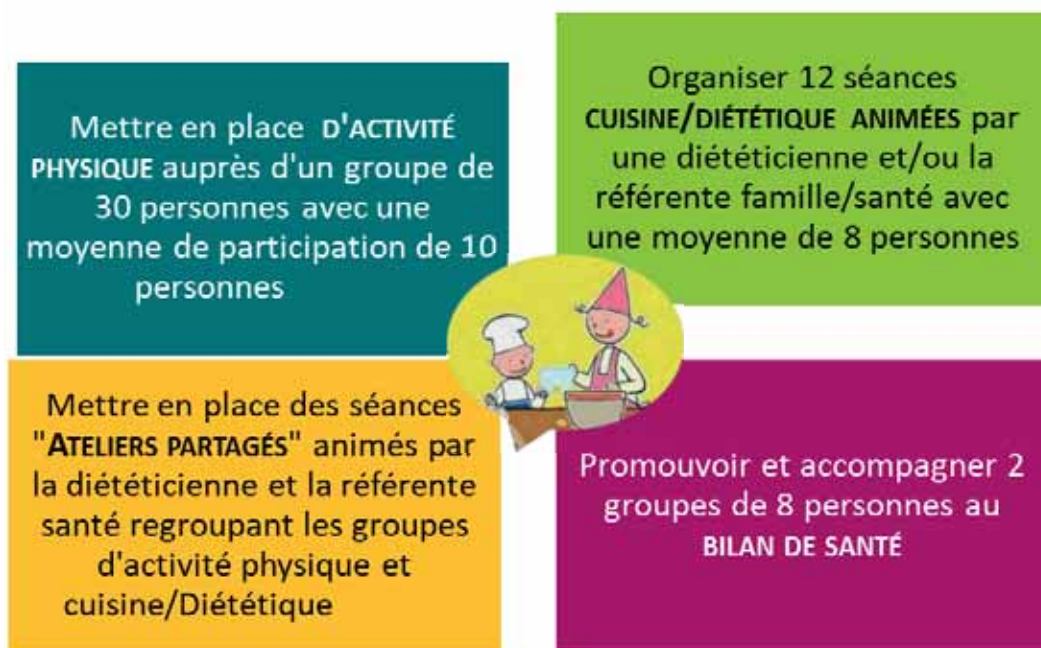 Mettre en place D'ACTIVITÉ
PHYSIQUE auprès d'un groupe de
30 personnes avec une
moyenne de participation de 10
personnes
Organiser 12 séances
CUISINE/DIÉTÉTIQUE ANIMÉES par
une diététicienne et/ou la
référente famille/santé avec
une moyenne de 8 personnes
Mettre en place des séances
"ATELIERS PARTAGÉS" animés par
la diététicienne et la référente
santé regroupant les groupes
d'activité physique et
cuisine/Diététique
Promouvoir et accompagner 2
groupes de 8 personnes au
BILAN DE SANTÉ